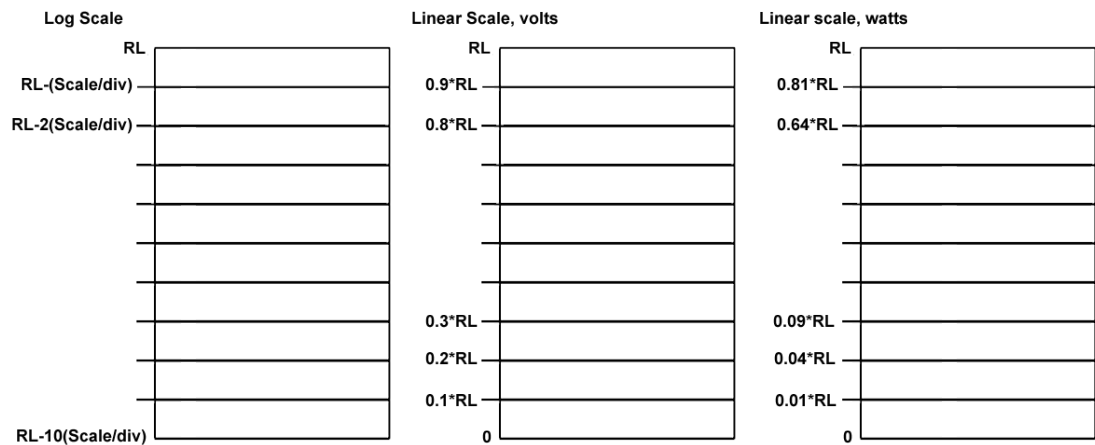 Log Scale
RL
RL-(Scale/div)
RL-2(Scale/div)
RL-10(Scale/div)
Linear Scale, volts
RL
0.9*RL
0.8*RL
0.3*RL
0.2*RL
0.1*RL
0
Linear scale, watts
RL
0.81*RL
0.64*RL
0.09*RL
0.04*RL
0.01*RL
0